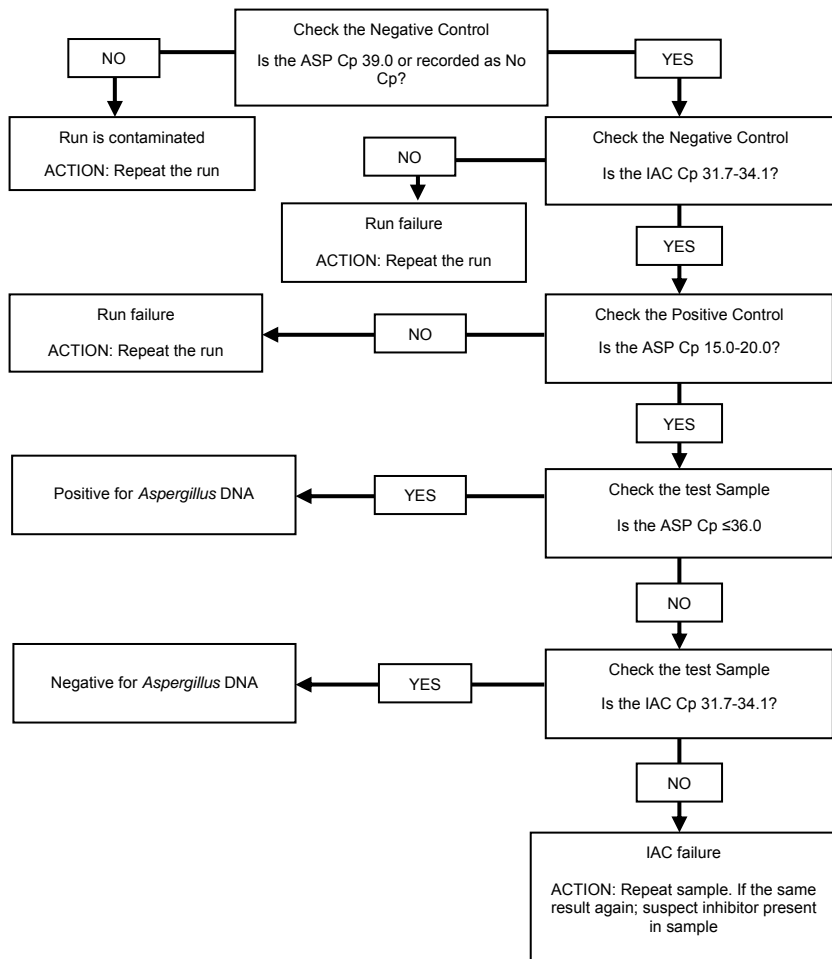 Check the Negative Control
Is the ASP Cp 39.0 or recorded as No
Cp?
NO
YES
Run is contaminated
ACTION: Repeat the run
Check the Negative Control
Is the IAC Cp 31.7-34.1?
NO
Run failure
ACTION: Repeat the run
YES
Check the Positive Control
Is the ASP Cp 15.0-20.0?
NO
Run failure
ACTION: Repeat the run
YES
Check the test Sample
Is the ASP Cp ≤36.0
YES
Positive for Aspergillus DNA
NO
Check the test Sample
Is the IAC Cp 31.7-34.1?
YES
Negative for Aspergillus DNA
NO
IAC failure
ACTION: Repeat sample. If the same
result again; suspect inhibitor present
in sample